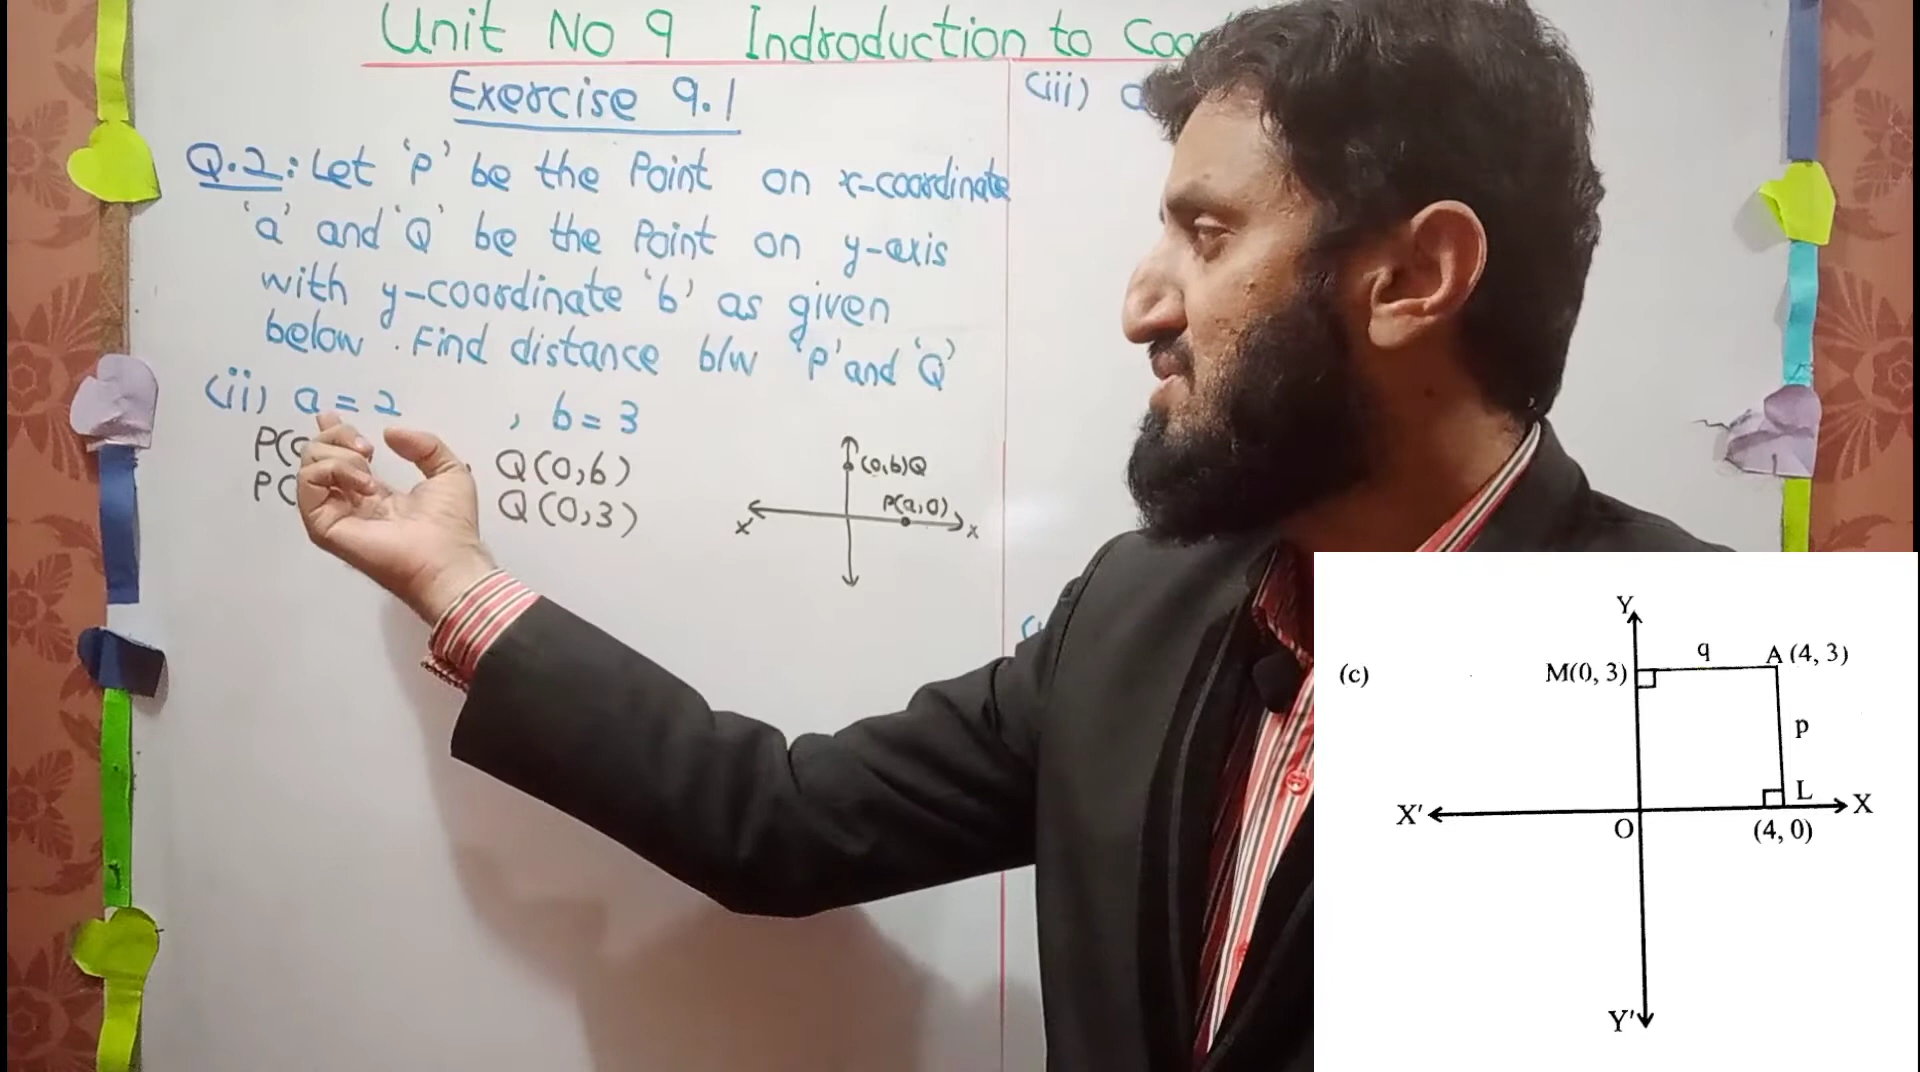 Unit No 9 Indroduction to
Exercise 9.1
Q.2: Let 'P' be the Point on x-coordinate
'a' and 'Q' be the Point on y-axis
with y-coordinate 'b' as given
below. Find distance b/w 'P' and 'Q'
(ii) a = 2 , b = 3
Q(0,b)
Q(0,3)
(0,b)Q
P(a,0)
x x
(iii)
(c)
Y
M(0, 3) q A (4, 3)
p
L
X' X
O (4, 0)
Y'